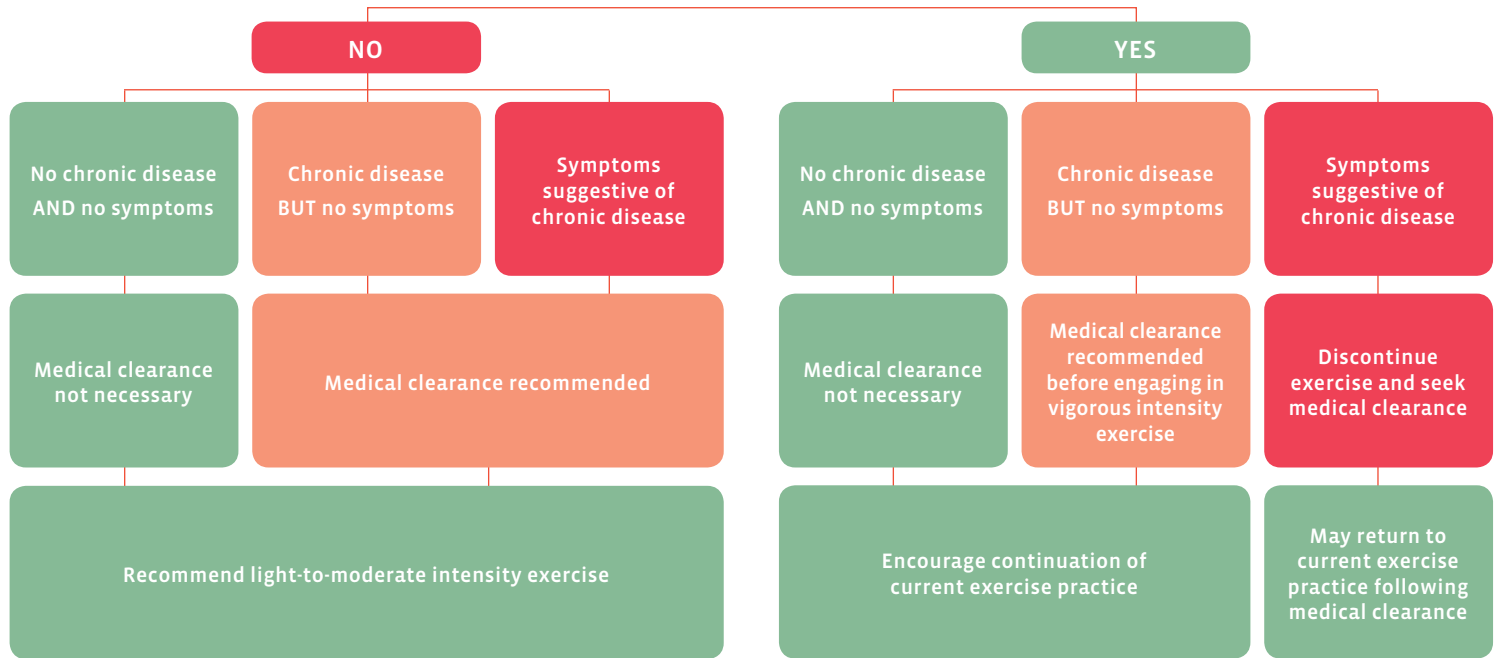 NO
YES
No chronic disease
AND no symptoms
Chronic disease
BUT no symptoms
Symptoms
suggestive of
chronic disease
No chronic disease
AND no symptoms
Chronic disease
BUT no symptoms
Symptoms
suggestive of
chronic disease
Medical clearance
not necessary
Medical clearance recommended
Medical clearance
not necessary
Medical clearance
recommended
before engaging in
vigorous intensity
exercise
Discontinue
exercise and seek
medical clearance
Recommend light-to-moderate intensity exercise
Encourage continuation of
current exercise practice
May return to
current exercise
practice following
medical clearance